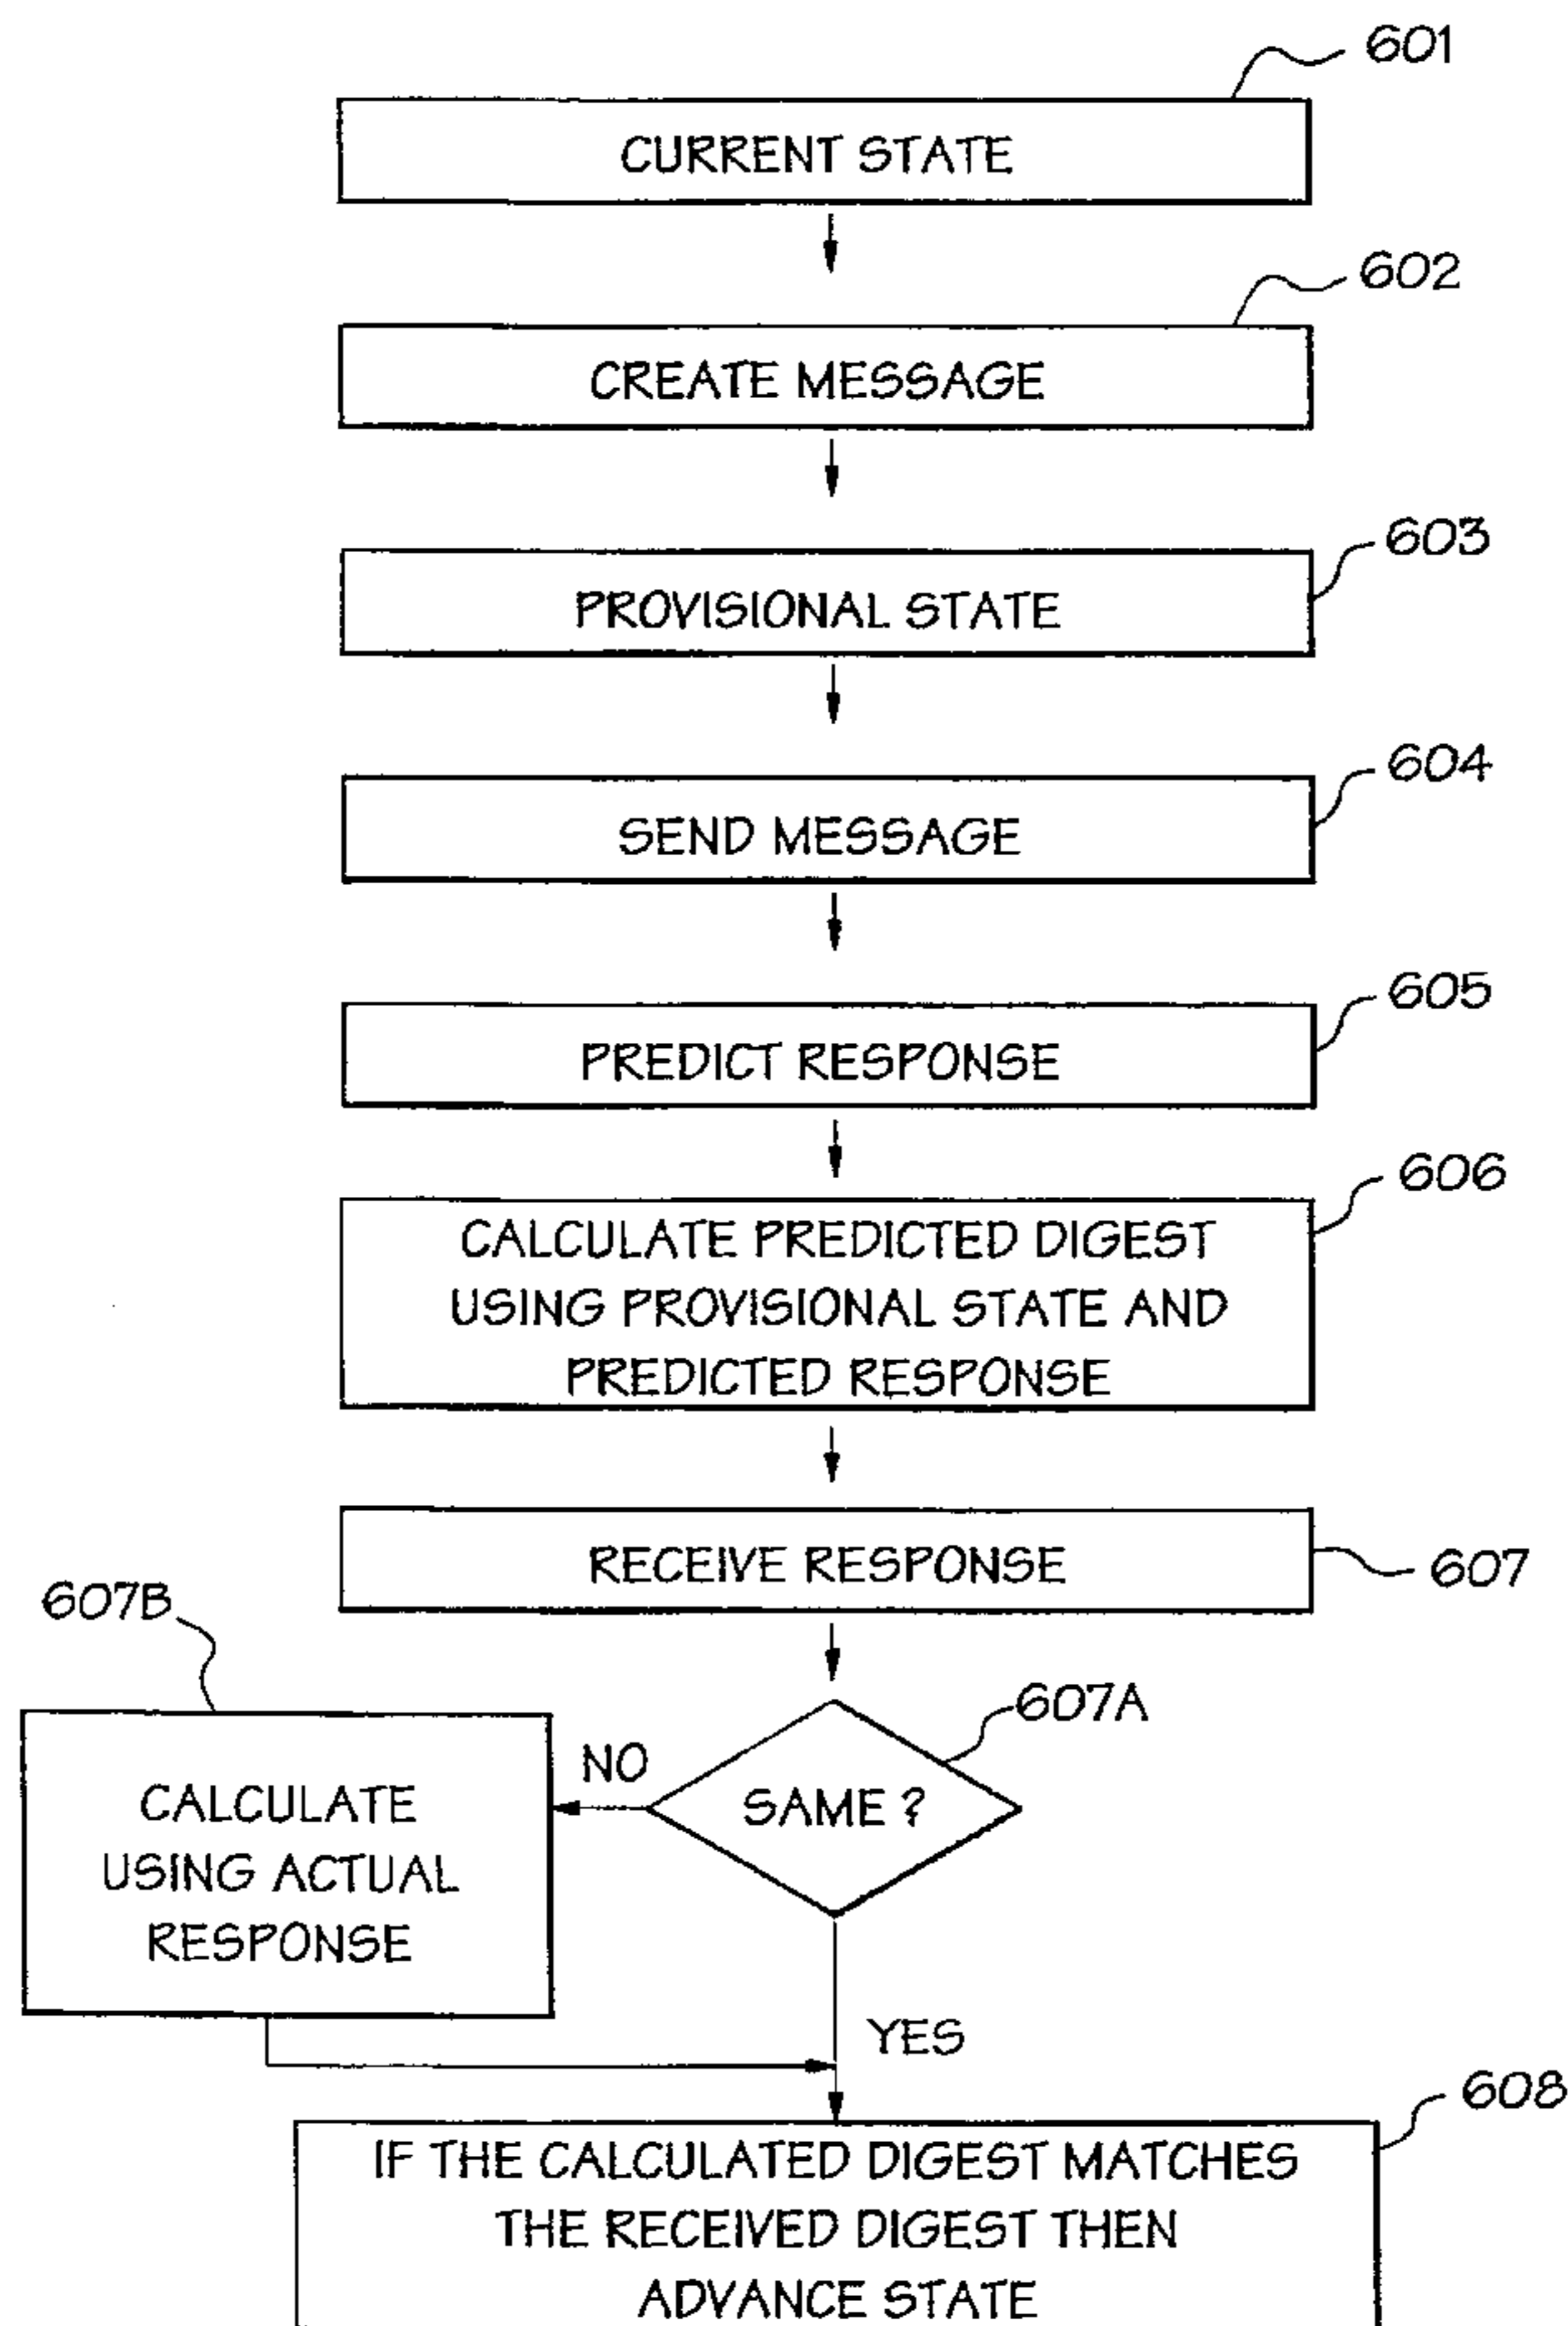 601
CURRENT STATE
602
CREATE MESSAGE
603
PROVISIONAL STATE
604
SEND MESSAGE
605
PREDICT RESPONSE
606
CALCULATE PREDICTED DIGEST
USING PROVISIONAL STATE AND
PREDICTED RESPONSE
607
RECEIVE RESPONSE
607B
607A
NO
SAME ?
CALCULATE
USING ACTUAL
RESPONSE
YES
608
IF THE CALCULATED DIGEST MATCHES
THE RECEIVED DIGEST THEN
ADVANCE STATE